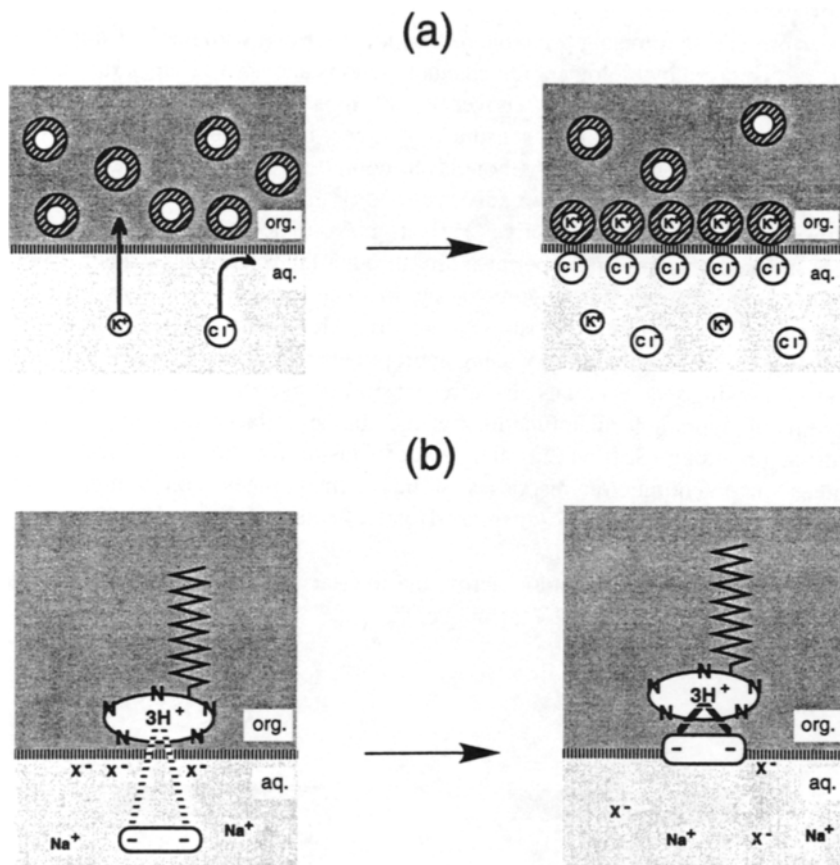 (a)
org.
aq.
K+
Cl-
org.
aq.
K+ K+ K+ K+ K+
Cl- Cl- Cl- Cl- Cl-
K+ K+
Cl- Cl-
(b)
N N N N N
3H+
org.
aq.
X- X- X-
Na+ - - Na+
N N N N N
3H+
org.
aq.
- -
X-
X-
Na+ X- Na+